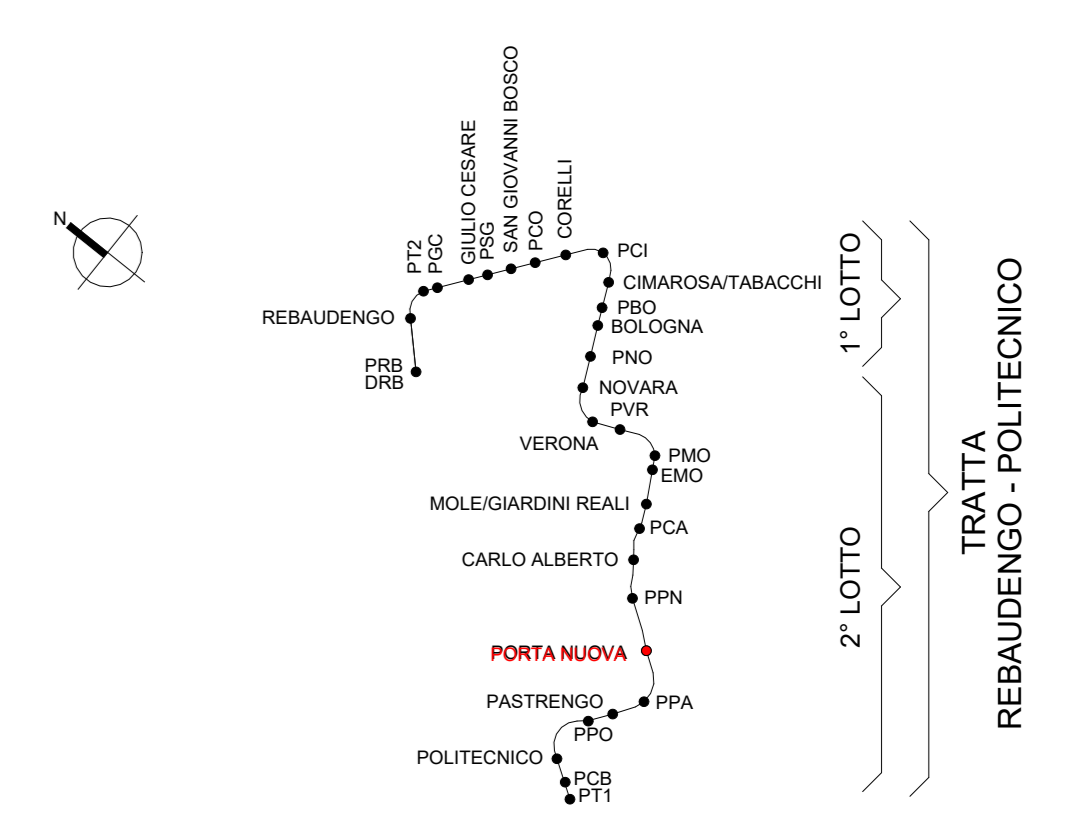 N
REBAUDENGO
PRB
DRB
PT2
PGC
GIULIO CESARE
PSG
SAN GIOVANNI BOSCO
PCO
CORELLI
PCI
CIMAROSA/TABACCHI
PBO
BOLOGNA
PNO
NOVARA
PVR
VERONA
PMO
EMO
MOLE/GIARDINI REALI
PCA
CARLO ALBERTO
PPN
PORTA NUOVA
PPA
PASTRENGO
PPO
POLITECNICO
PCB
PT1
1° LOTTO
2° LOTTO
TRATTA
REBAUDENGO - POLITECNICO